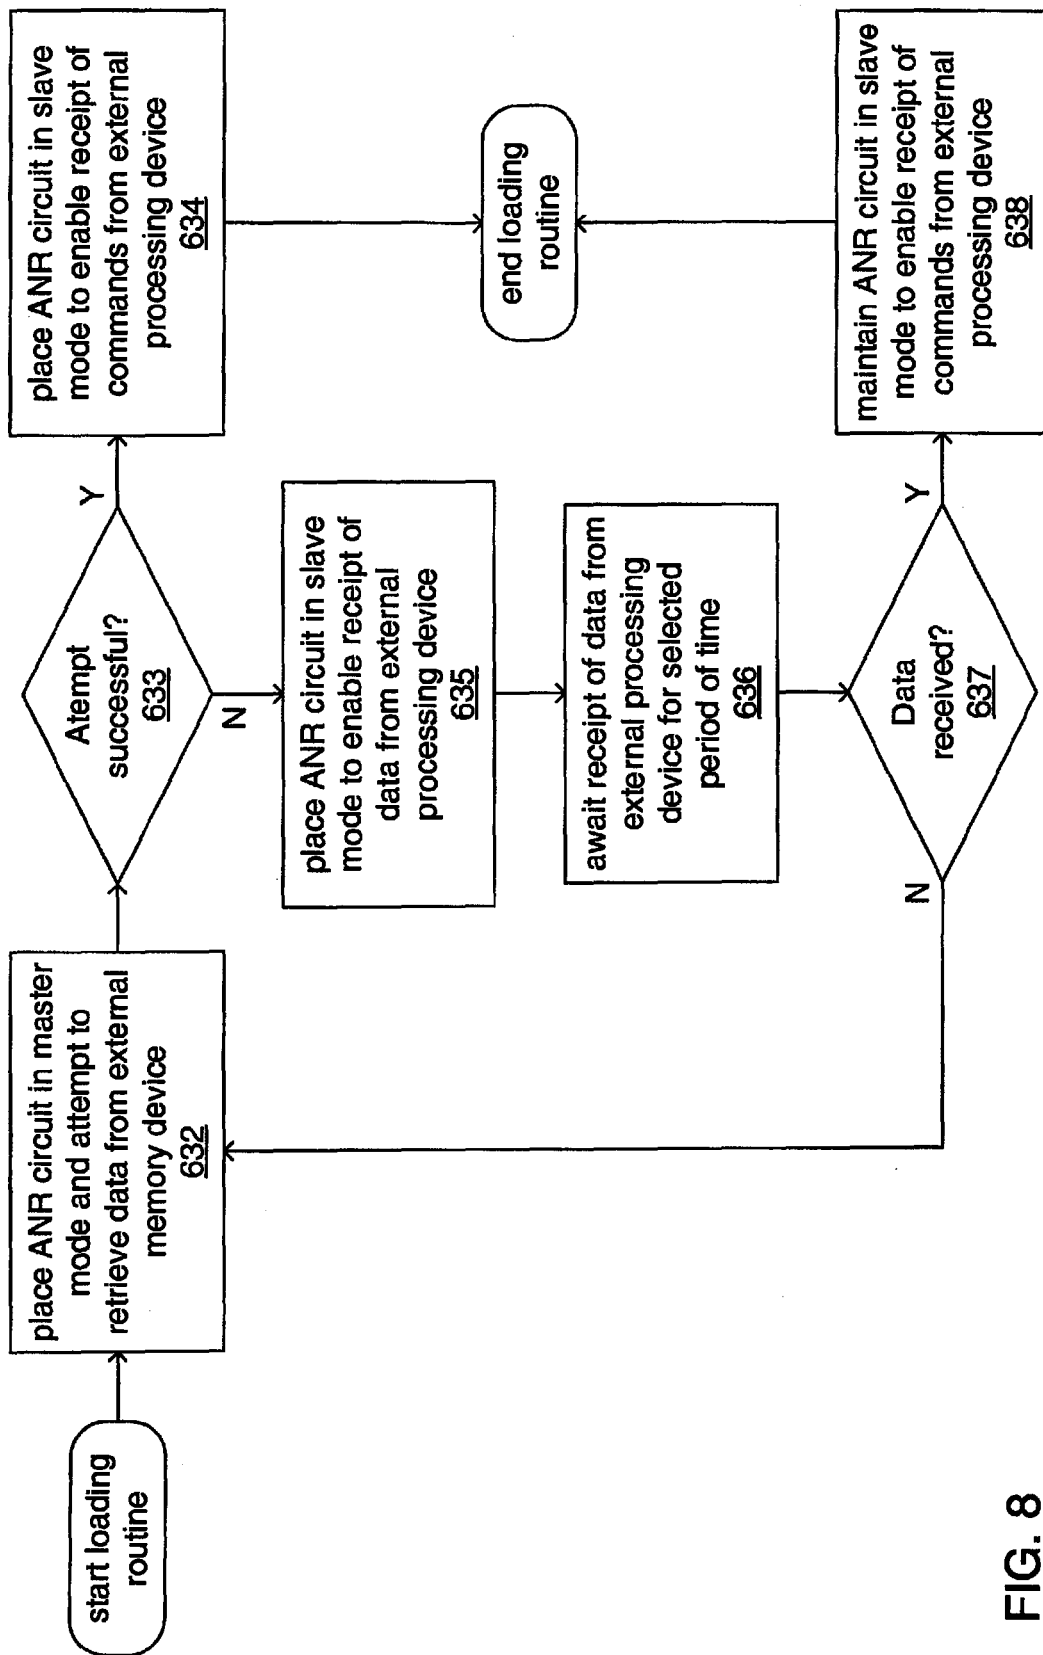 start loading
routine
place ANR circuit in master
mode and attempt to
retrieve data from external
memory device
632
Atempt
successful?
633
Y
N
place ANR circuit in slave
mode to enable receipt of
commands from external
processing device
634
place ANR circuit in slave
mode to enable receipt of
data from external
processing device
635
await receipt of data from
external processing
device for selected
period of time
636
Data
received?
637
N
Y
maintain ANR circuit in slave
mode to enable receipt of
commands from external
processing device
638
end loading
routine
FIG. 8